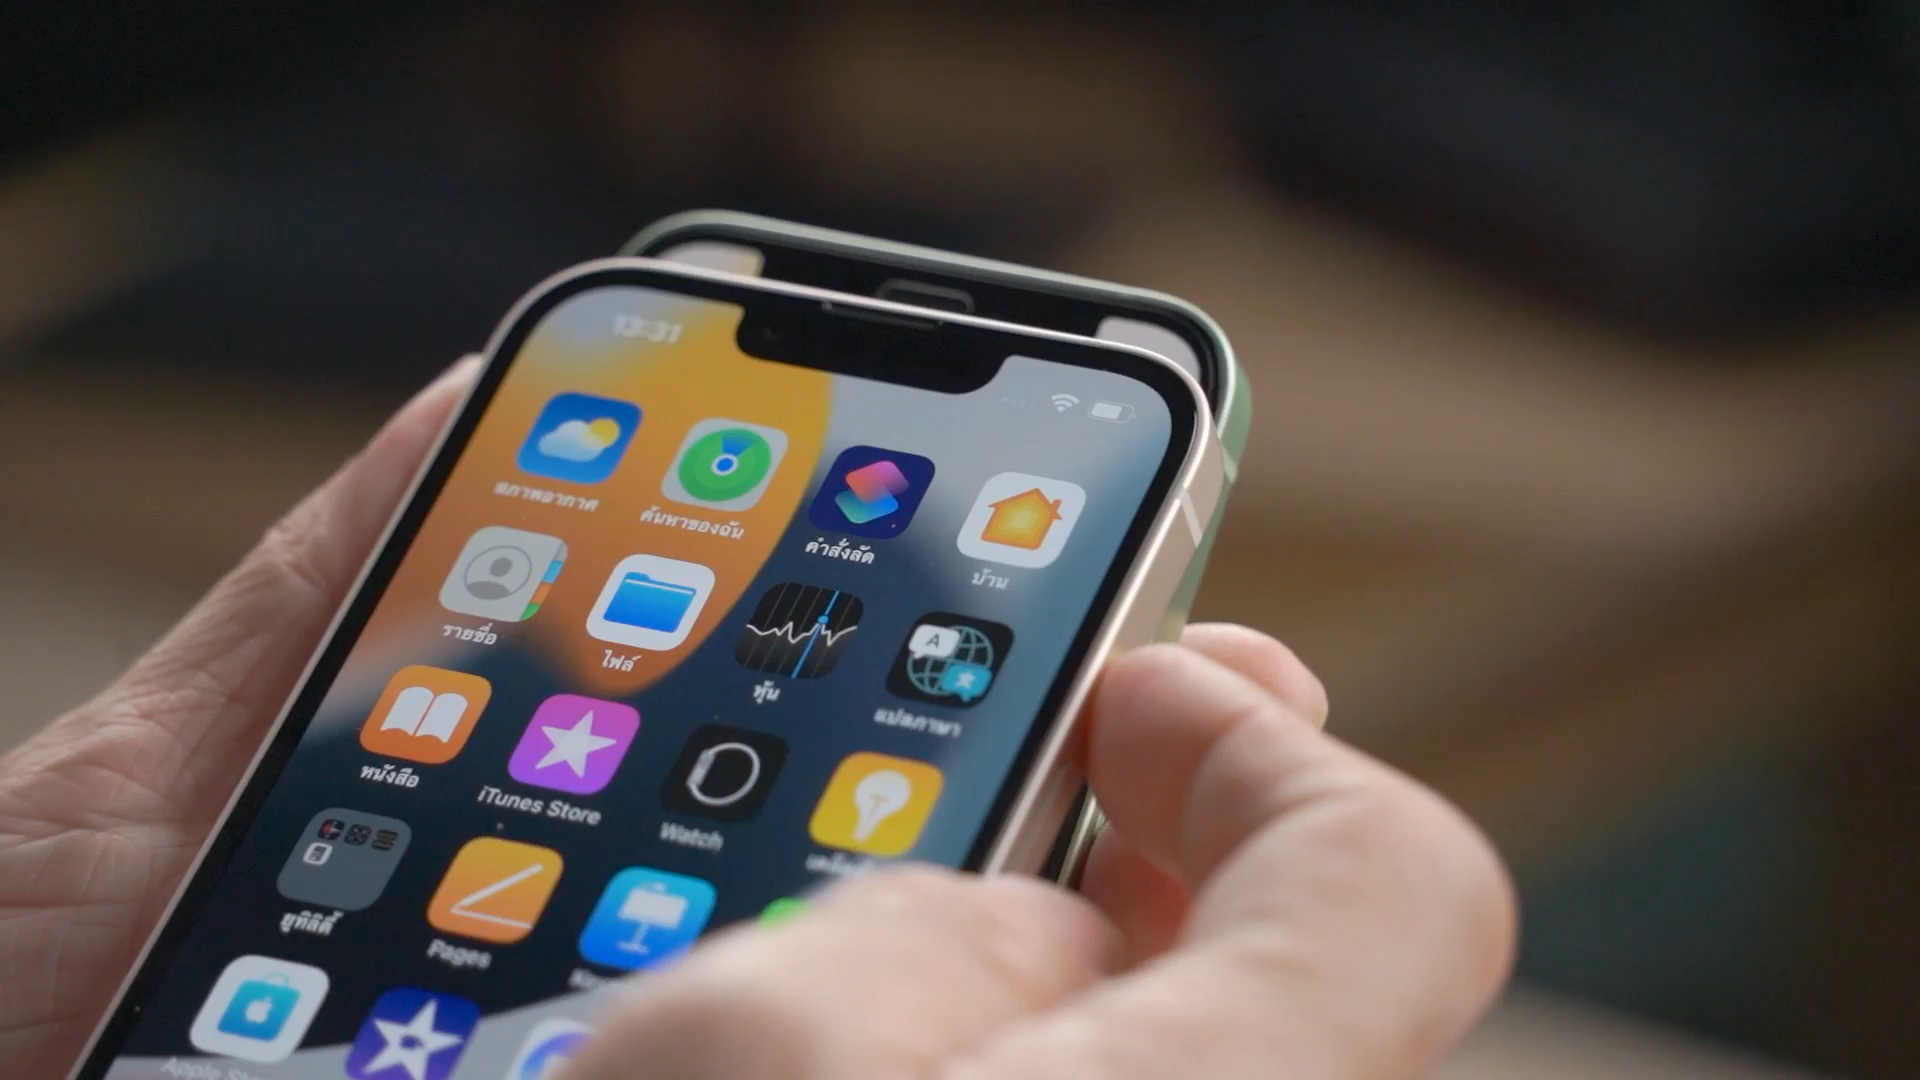 13:31
สภาพอากาศ
ค้นหาของฉัน
คำสั่งลัด
บ้าน
รายชื่อ
ไฟล์
หุ้น
A
文
แปลภาษา
หนังสือ
iTunes Store
Watch
ยูทิลิตี้
Pages
Apple